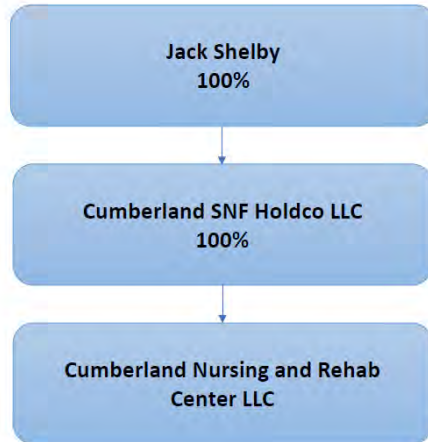 Jack Shelby
100%
Cumberland SNF Holdco LLC
100%
Cumberland Nursing and Rehab
Center LLC